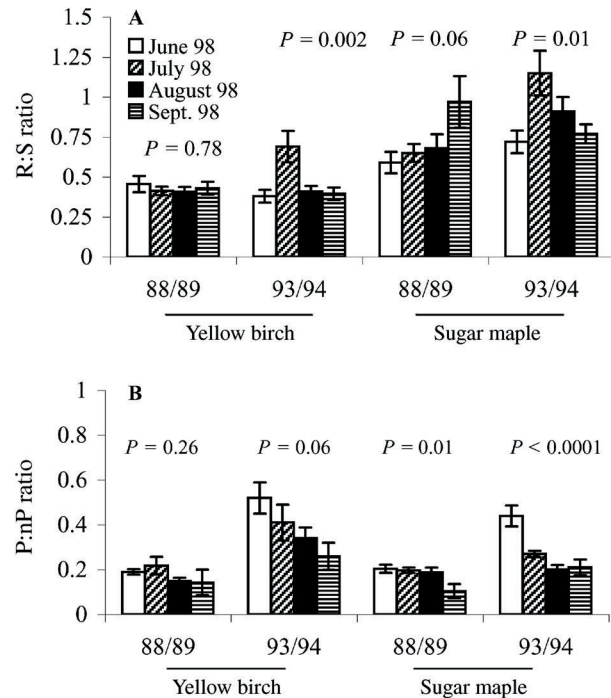 1.5
A
June 98
July 98
August 98
Sept. 98
P = 0.002
P = 0.06
P = 0.01
P = 0.78
1.25
1
0.75
0.5
0.25
0
R:S ratio
88/89
93/94
88/89
93/94
Yellow birch
Sugar maple
B
1
0.8
0.6
0.4
0.2
0
P:nP ratio
P = 0.26
P = 0.06
P = 0.01
P < 0.0001
88/89
93/94
88/89
93/94
Yellow birch
Sugar maple